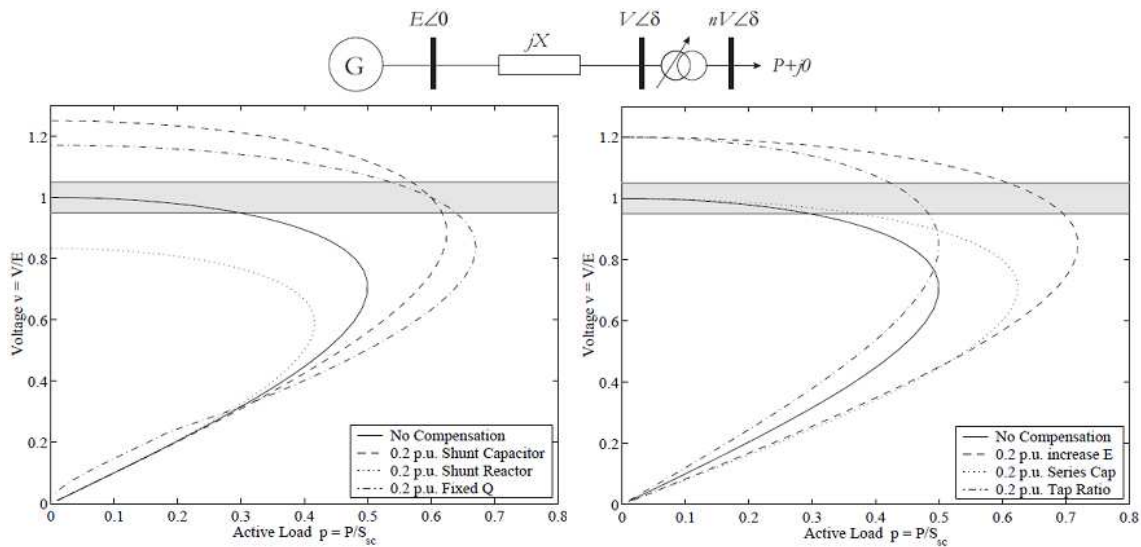 E∠0
V∠δ
nV∠δ
jX
G
P+j0
1.2
1
0.8
0.6
0.4
0.2
0
Voltage v = V/E
0
0.1
0.2
0.3
0.4
0.5
0.6
0.7
0.8
Active Load p = P/Ssc
No Compensation
0.2 p.u. Shunt Capacitor
0.2 p.u. Shunt Reactor
0.2 p.u. Fixed Q
1.2
1
0.8
0.6
0.4
0.2
0
Voltage v = V/E
0
0.1
0.2
0.3
0.4
0.5
0.6
0.7
0.8
Active Load p = P/Ssc
No Compensation
0.2 p.u. increase E
0.2 p.u. Series Cap
0.2 p.u. Tap Ratio